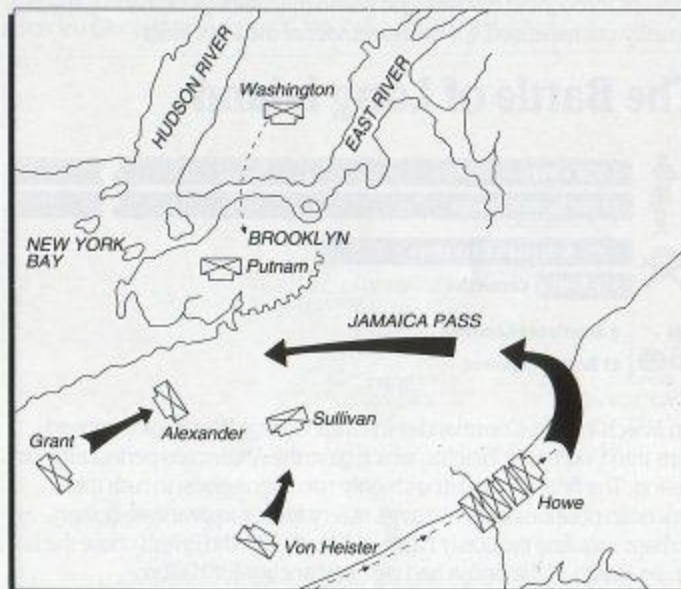 HUDSON RIVER
Washington
EAST RIVER
NEW YORK
BAY
BROOKLYN
Putnam
JAMAICA PASS
Grant
Alexander
Sullivan
Von Heister
Howe